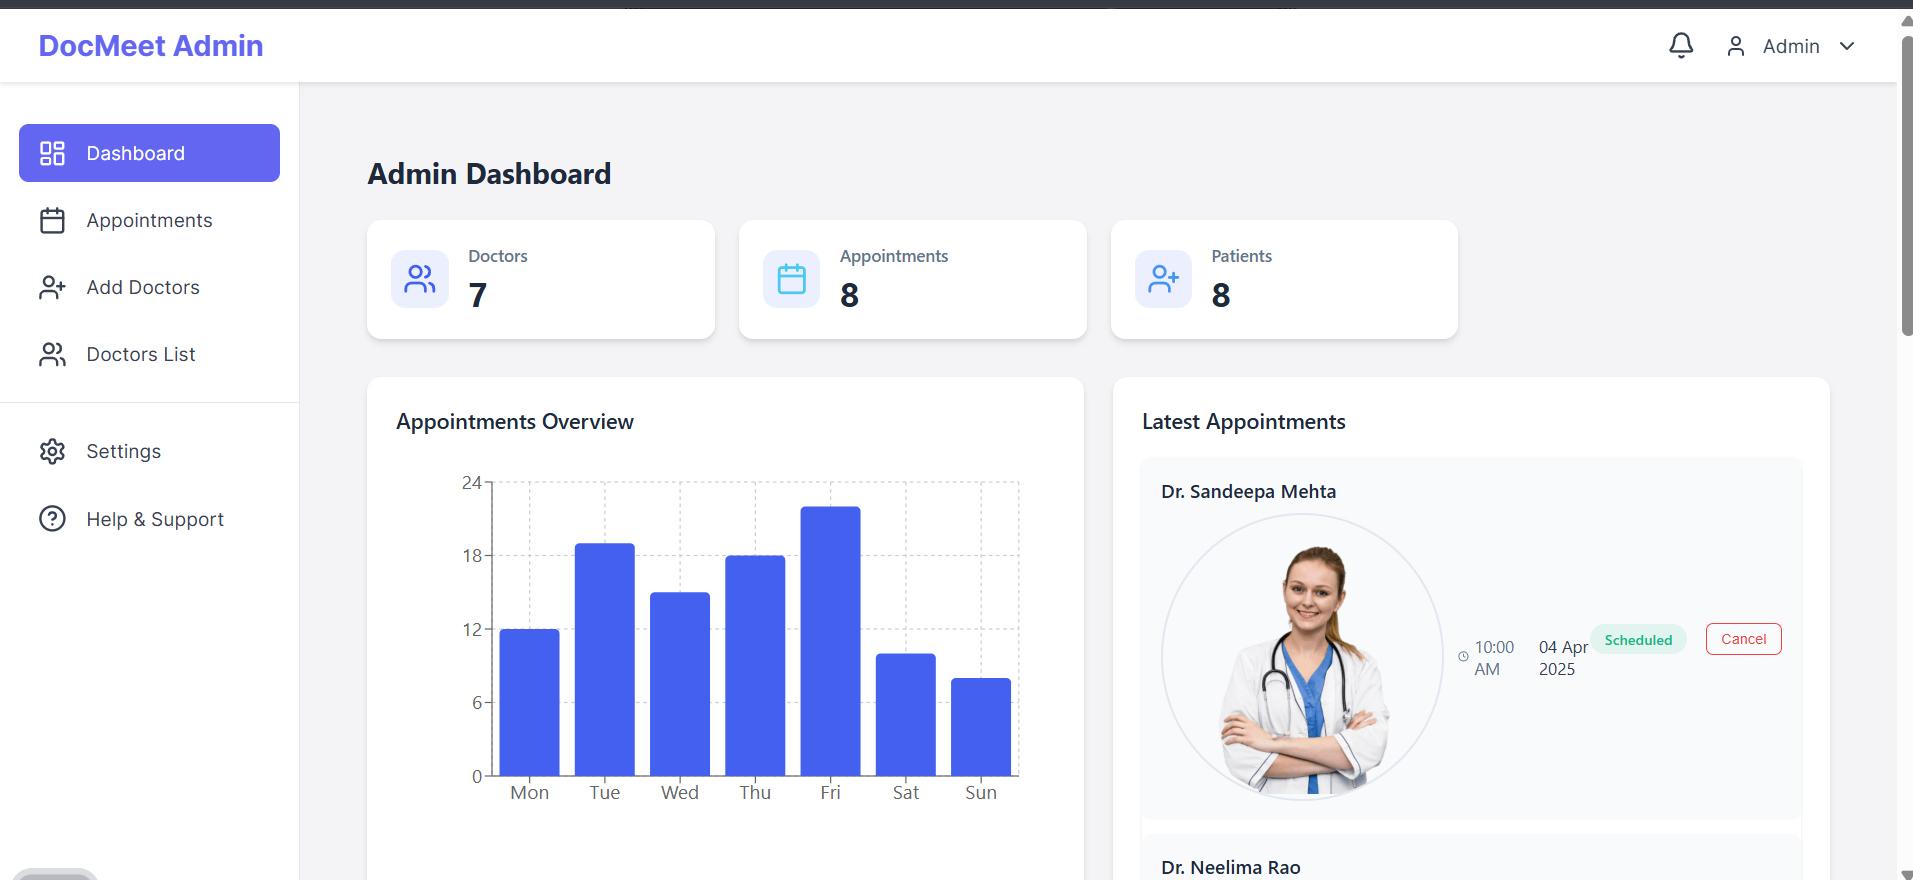 DocMeet Admin
Admin
Dashboard
Appointments
Add Doctors
Doctors List
Settings
Help & Support
Admin Dashboard
Doctors
7
Appointments
8
Patients
8
Appointments Overview
24
18
12
6
0
Mon Tue Wed Thu Fri Sat Sun
Latest Appointments
Dr. Sandeepa Mehta
10:00
AM
04 Apr
2025
Scheduled
Cancel
Dr. Neelima Rao